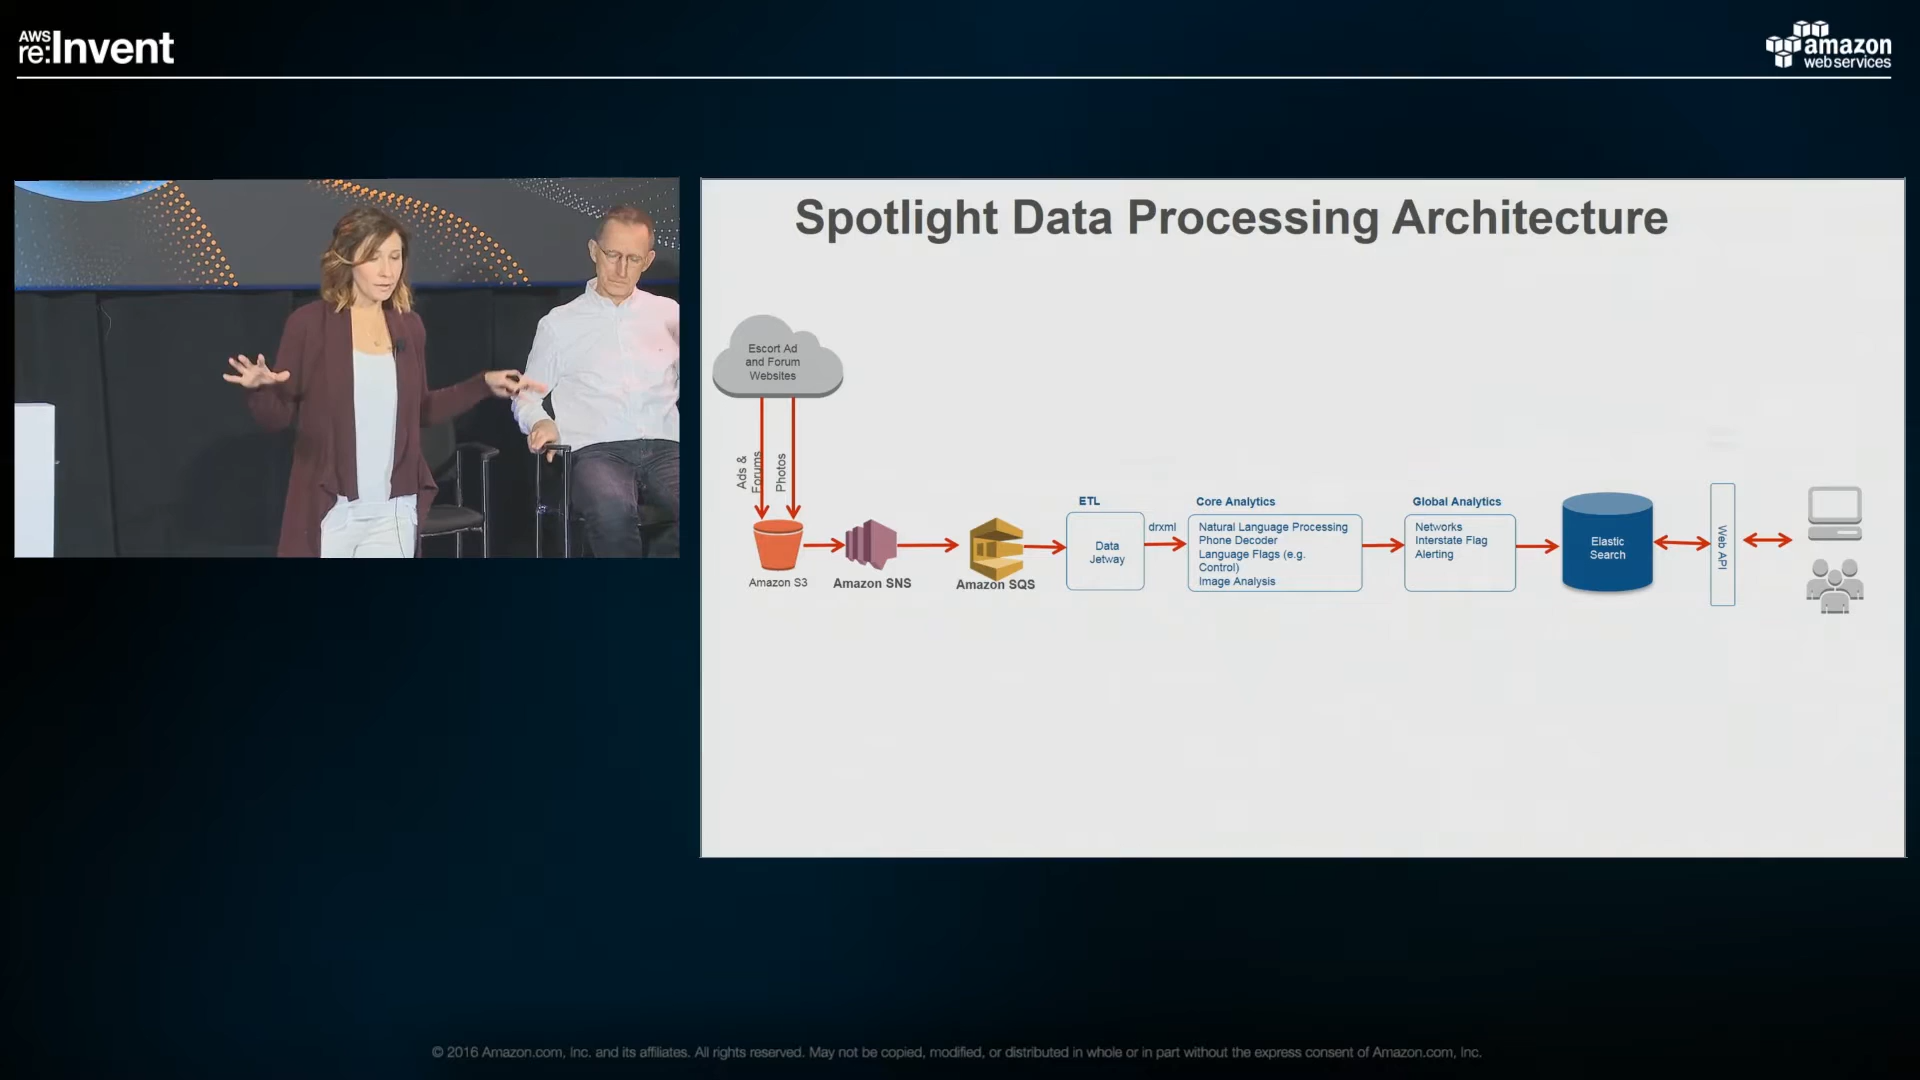 AWS
re:Invent
amazon
webservices
Spotlight Data Processing Architecture
Escort Ad
and Forum
Websites
Ads &
Forums
Photos
Amazon S3
Amazon SNS
Amazon SQS
ETL
Data
Jetway
drxml
Core Analytics
Natural Language Processing
Phone Decoder
Language Flags (e.g.
Control)
Image Analysis
Global Analytics
Networks
Interstate Flag
Alerting
Elastic
Search
Web API
© 2016 Amazon.com, Inc. and its affiliates. All rights reserved. May not be copied, modified, or distributed in whole or in part without the express consent of Amazon.com, Inc.